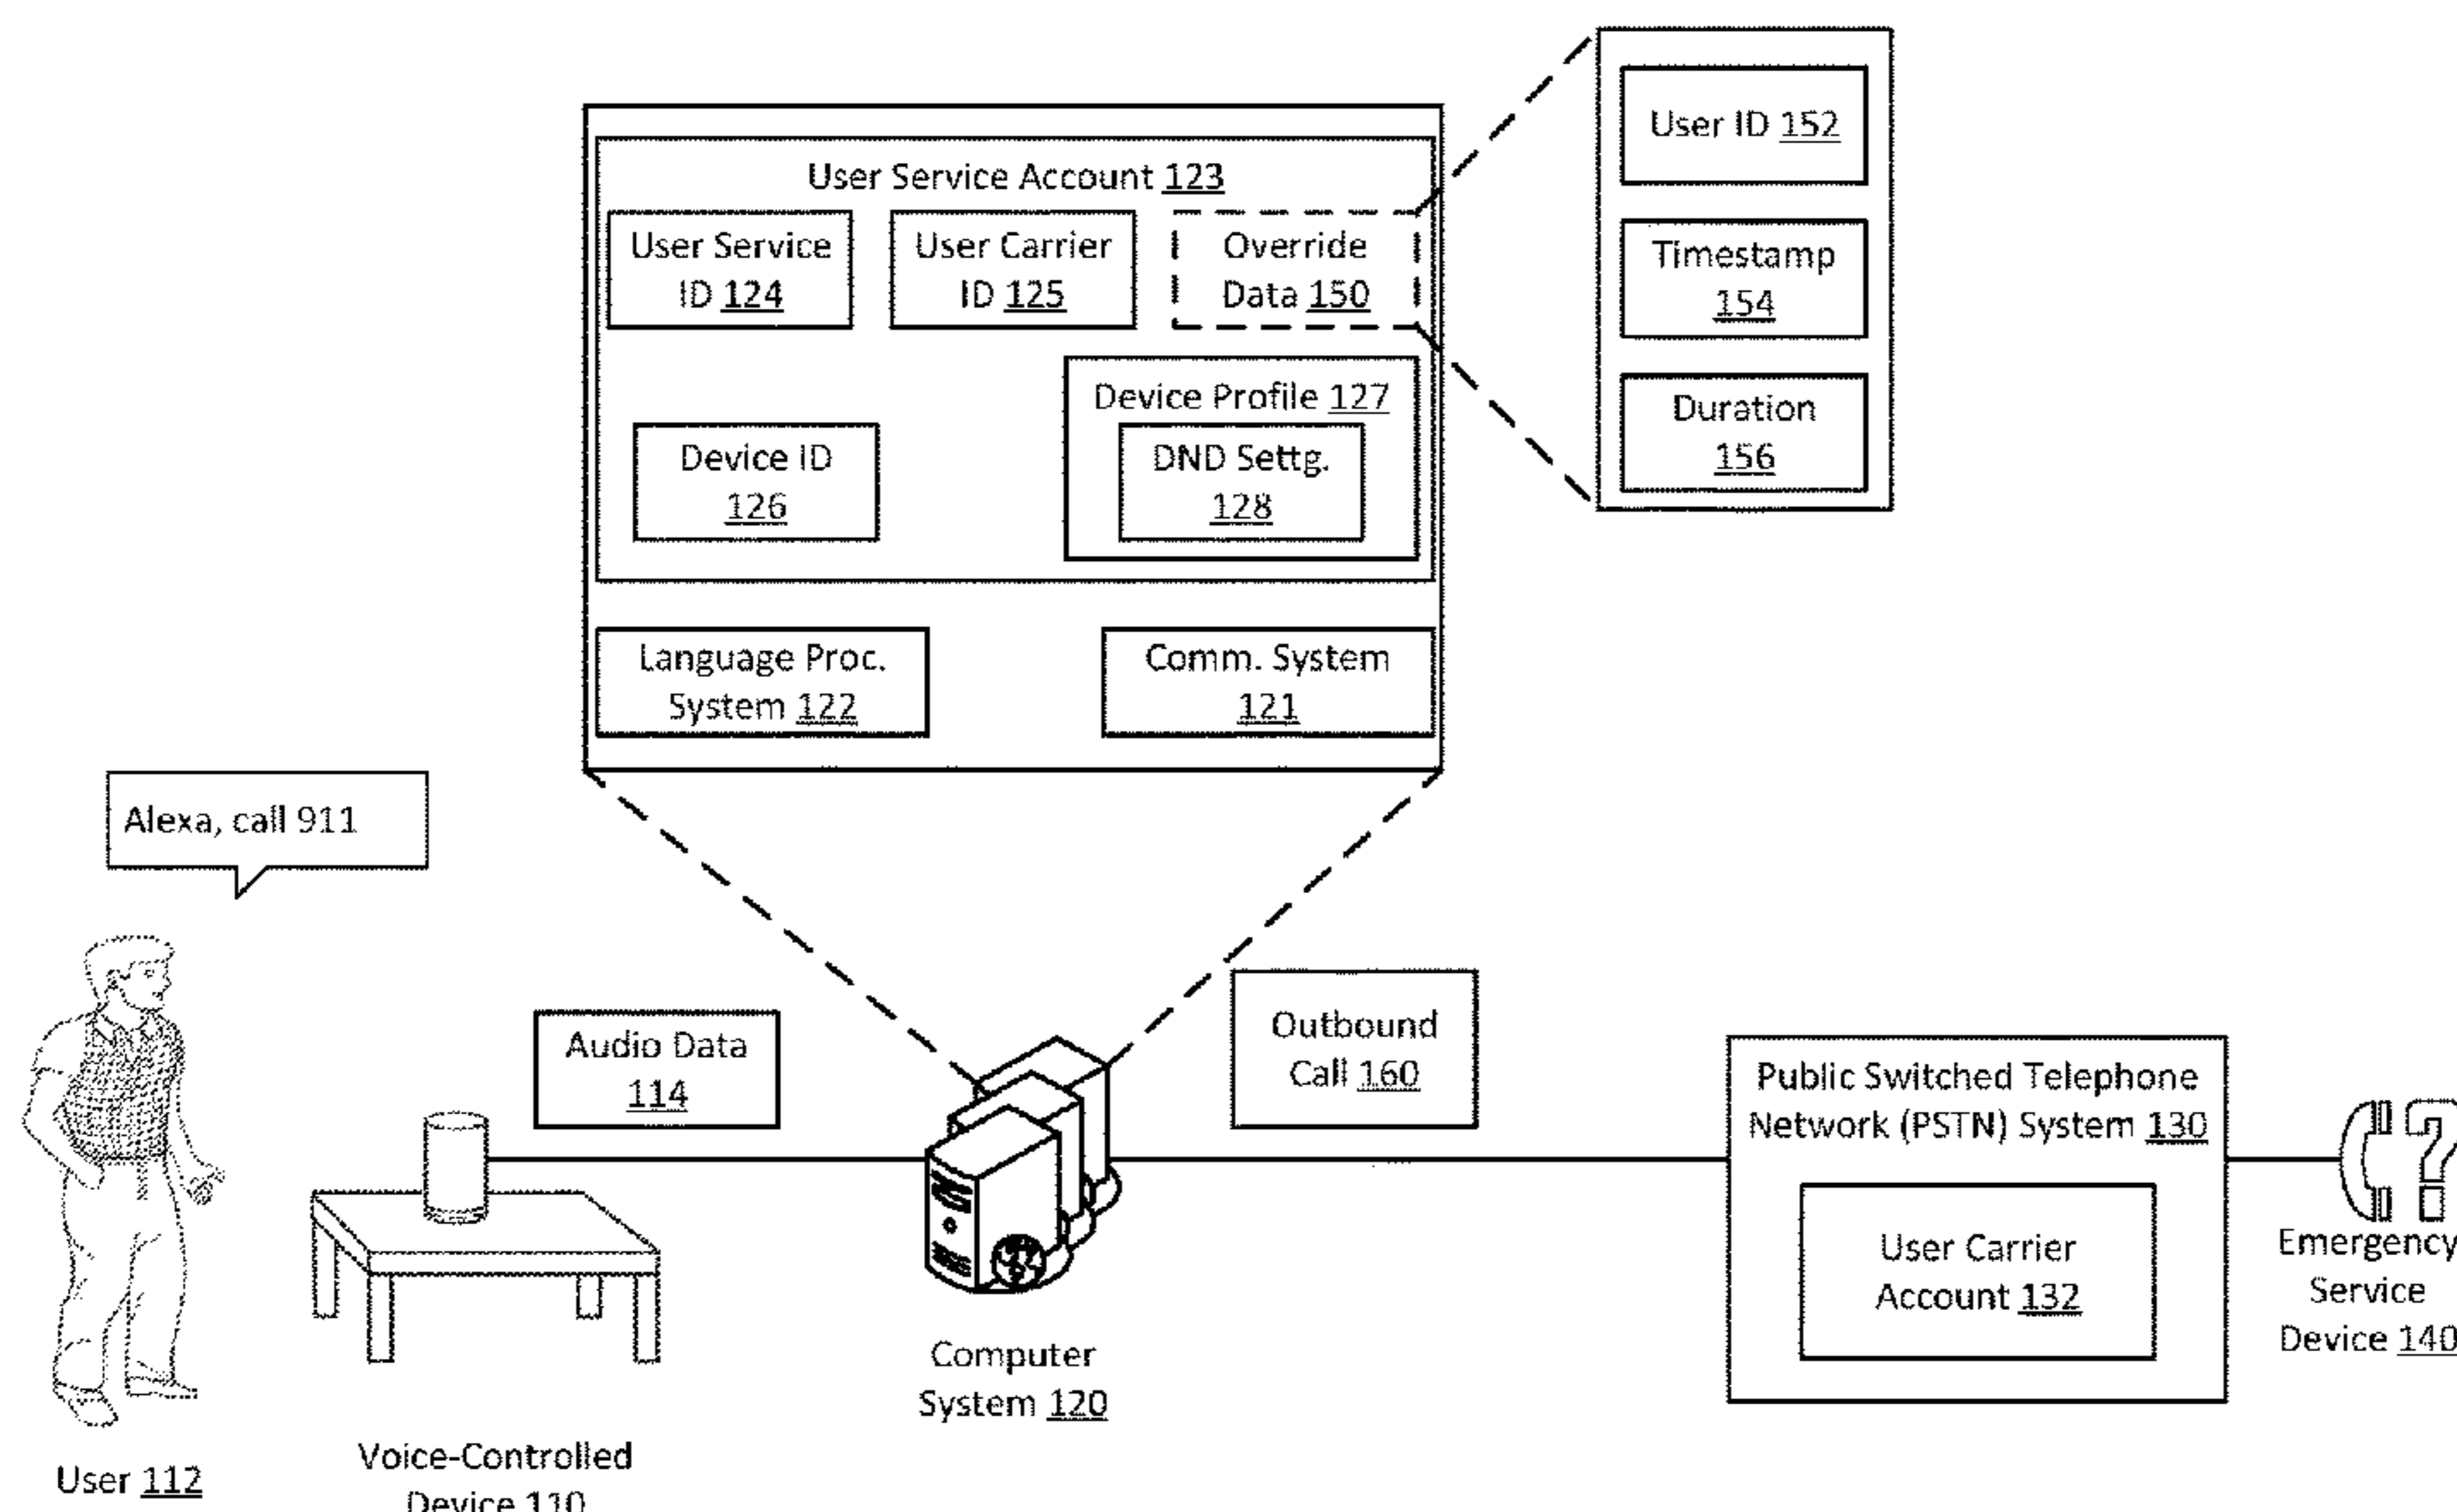 User ID 152
Timestamp
154
Duration
156
User Service Account 123
User Service
ID 124
User Carrier
ID 125
Override
Data 150
Device ID
126
Device Profile 127
DND Settg.
128
Language Proc.
System 122
Comm. System
121
Alexa, call 911
Audio Data
114
Outbound
Call 160
Public Switched Telephone
Network (PSTN) System 130
User Carrier
Account 132
Emergency
Service
Device 140
Computer
System 120
User 112
Voice-Controlled
Device 110